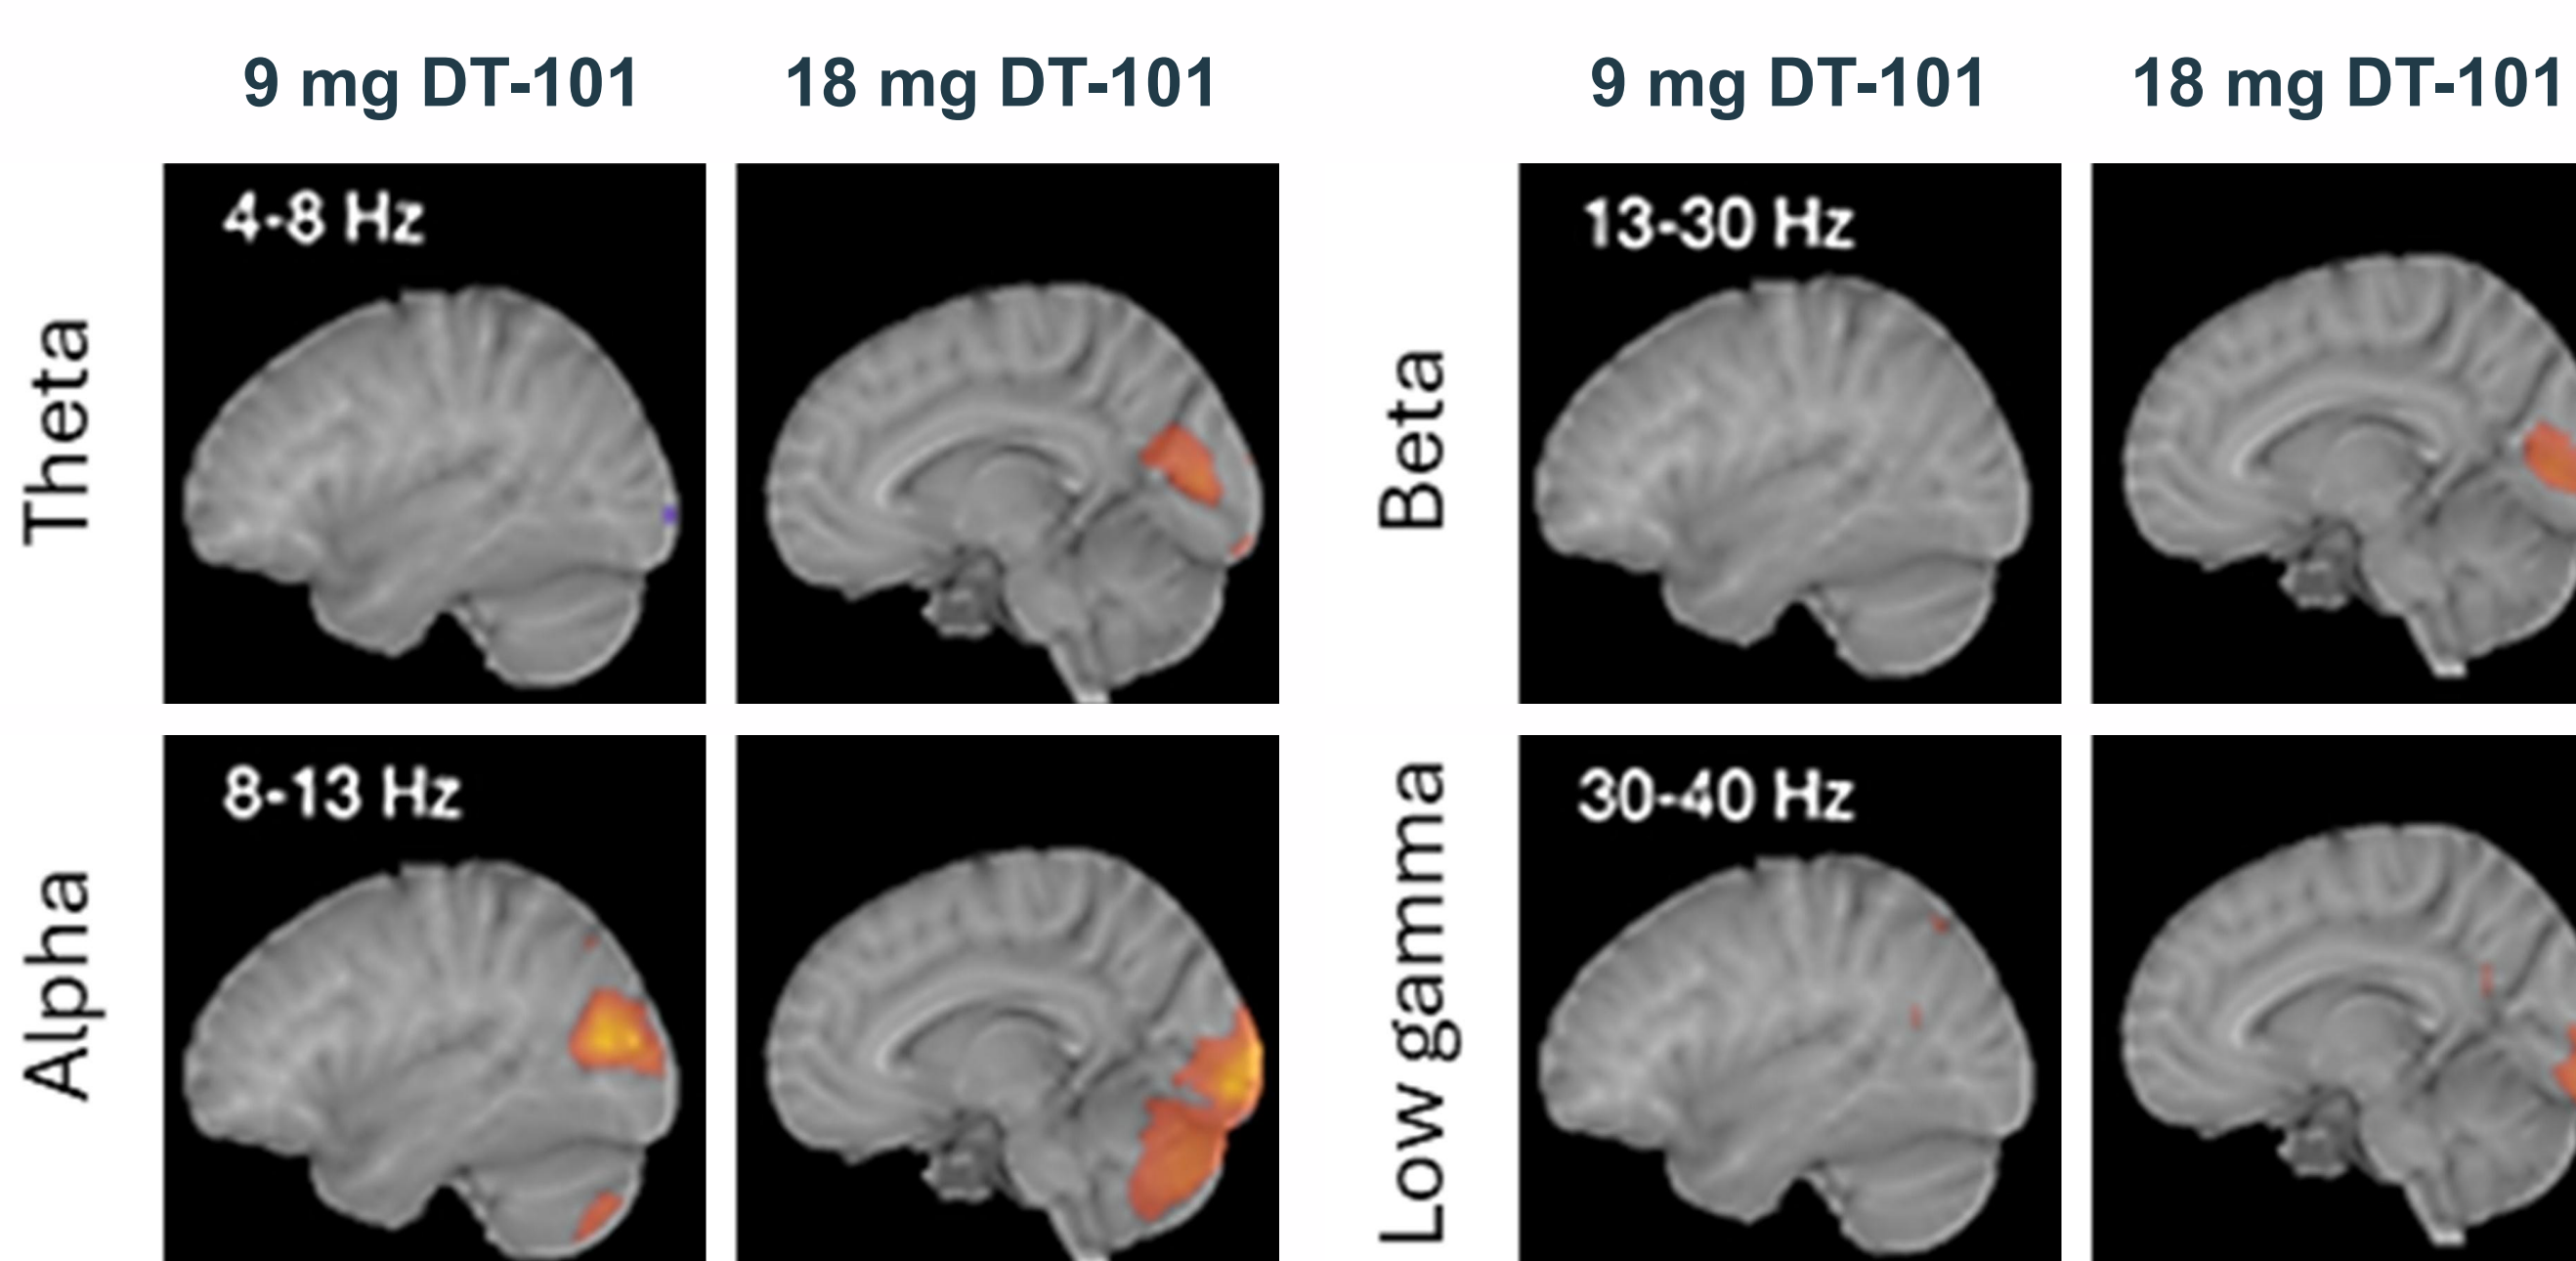 9 mg DT-101
18 mg DT-101
9 mg DT-101
18 mg DT-101
Theta
4-8 Hz
Beta
13-30 Hz
Alpha
8-13 Hz
Low gamma
30-40 Hz